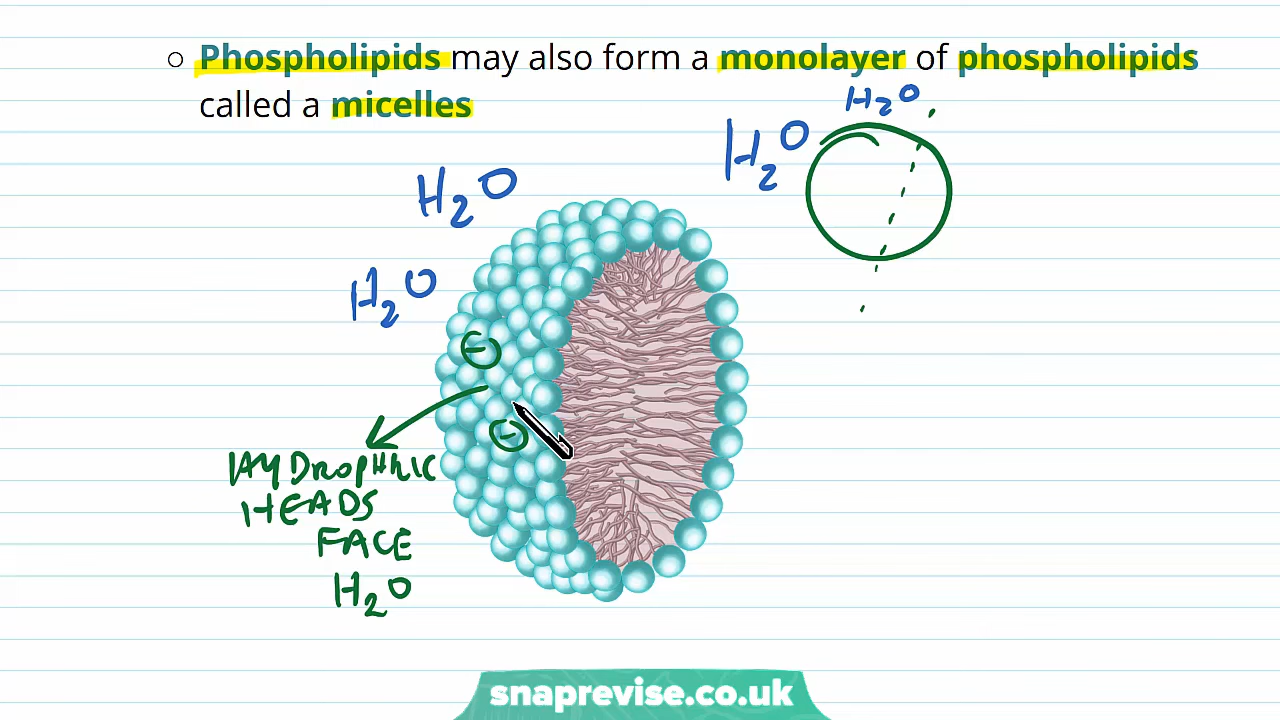 ○ Phospholipids may also form a monolayer of phospholipids
called a micelles
H2O
H2O
H2O
H2O
⊖
⊖
HYDROPHILIC
HEADS
FACE
H2O
snaprevise.co.uk